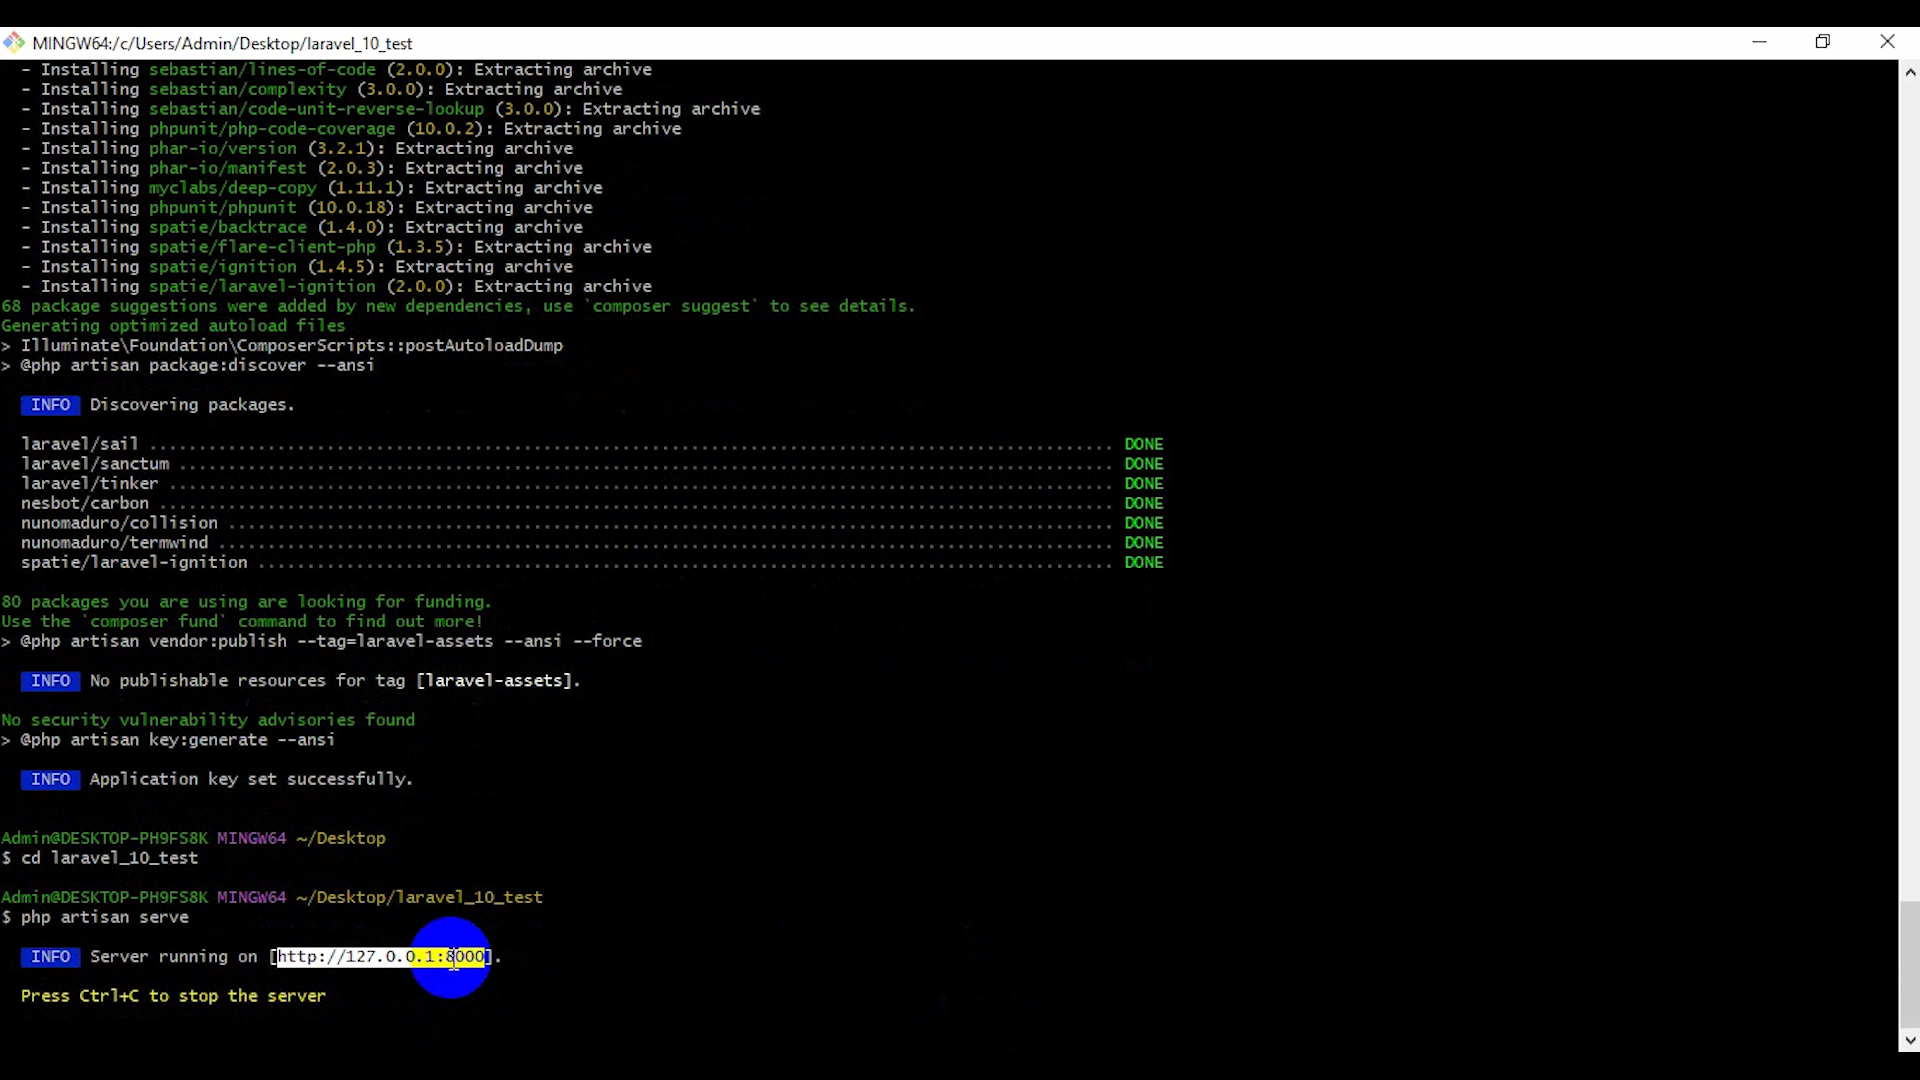 MINGW64:/c/Users/Admin/Desktop/laravel_10_test
- Installing sebastian/lines-of-code (2.0.0): Extracting archive
- Installing sebastian/complexity (3.0.0): Extracting archive
- Installing sebastian/code-unit-reverse-lookup (3.0.0): Extracting archive
- Installing phpunit/php-code-coverage (10.0.2): Extracting archive
- Installing phar-io/version (3.2.1): Extracting archive
- Installing phar-io/manifest (2.0.3): Extracting archive
- Installing myclabs/deep-copy (1.11.1): Extracting archive
- Installing phpunit/phpunit (10.0.18): Extracting archive
- Installing spatie/backtrace (1.4.0): Extracting archive
- Installing spatie/flare-client-php (1.3.5): Extracting archive
- Installing spatie/ignition (1.4.5): Extracting archive
- Installing spatie/laravel-ignition (2.0.0): Extracting archive
68 package suggestions were added by new dependencies, use `composer suggest` to see details.
Generating optimized autoload files
> Illuminate\Foundation\ComposerScripts::postAutoloadDump
> @php artisan package:discover --ansi
INFO Discovering packages.
laravel/sail ................................................................................................. DONE
laravel/sanctum .............................................................................................. DONE
laravel/tinker ............................................................................................... DONE
nesbot/carbon ................................................................................................ DONE
nunomaduro/collision ......................................................................................... DONE
nunomaduro/termwind .......................................................................................... DONE
spatie/laravel-ignition ...................................................................................... DONE
80 packages you are using are looking for funding.
Use the `composer fund` command to find out more!
> @php artisan vendor:publish --tag=laravel-assets --ansi --force
INFO No publishable resources for tag [laravel-assets].
No security vulnerability advisories found
> @php artisan key:generate --ansi
INFO Application key set successfully.
Admin@DESKTOP-PH9FS8K MINGW64 ~/Desktop
$ cd laravel_10_test
Admin@DESKTOP-PH9FS8K MINGW64 ~/Desktop/laravel_10_test
$ php artisan serve
INFO Server running on [http://127.0.0.1:8000].
Press Ctrl+C to stop the server